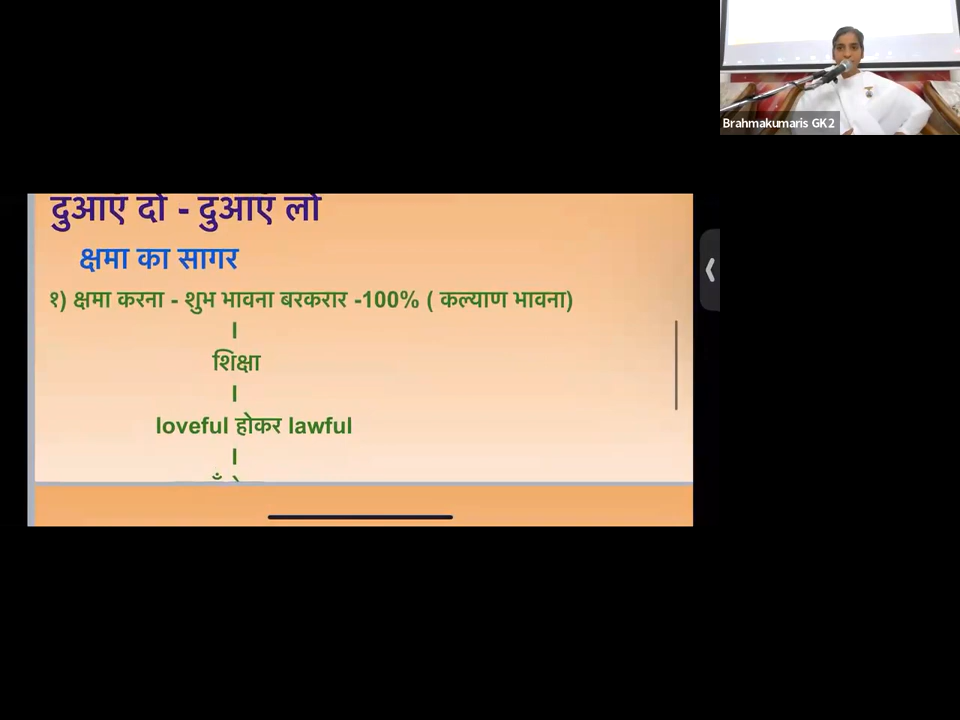 Brahmakumaris GK2
दुआएं दो - दुआएं लो
क्षमा का सागर
१) क्षमा करना - शुभ भावना बरकरार -100% ( कल्याण भावना)
।
शिक्षा
।
loveful होकर lawful
।